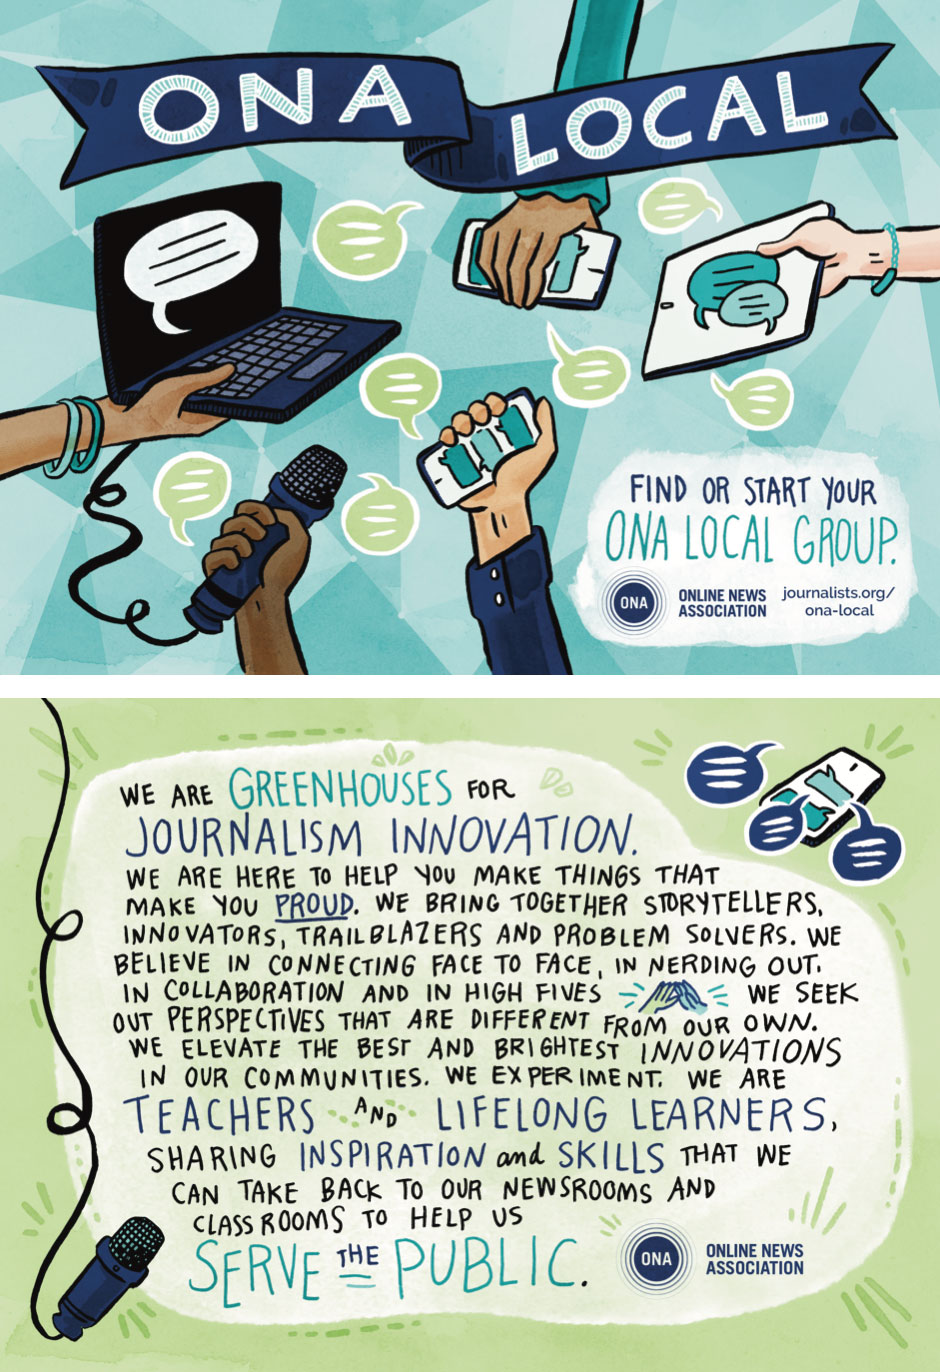 ONA LOCAL
FIND OR START YOUR
ONA LOCAL GROUP.
ONA
ONLINE NEWS
ASSOCIATION
journalists.org/
ona-local
WE ARE GREENHOUSES FOR
JOURNALISM INNOVATION.
WE ARE HERE TO HELP YOU MAKE THINGS THAT
MAKE YOU PROUD. WE BRING TOGETHER STORYTELLERS,
INNOVATORS, TRAILBLAZERS AND PROBLEM SOLVERS. WE
BELIEVE IN CONNECTING FACE TO FACE, IN NERDING OUT.
IN COLLABORATION AND IN HIGH FIVES WE SEEK
OUT PERSPECTIVES THAT ARE DIFFERENT FROM OUR OWN.
WE ELEVATE THE BEST AND BRIGHTEST INNOVATIONS
IN OUR COMMUNITIES. WE EXPERIMENT. WE ARE
TEACHERS AND LIFELONG LEARNERS,
SHARING INSPIRATION and SKILLS THAT WE
CAN TAKE BACK TO OUR NEWSROOMS AND
CLASSROOMS TO HELP US
SERVE THE PUBLIC.
ONA
ONLINE NEWS
ASSOCIATION